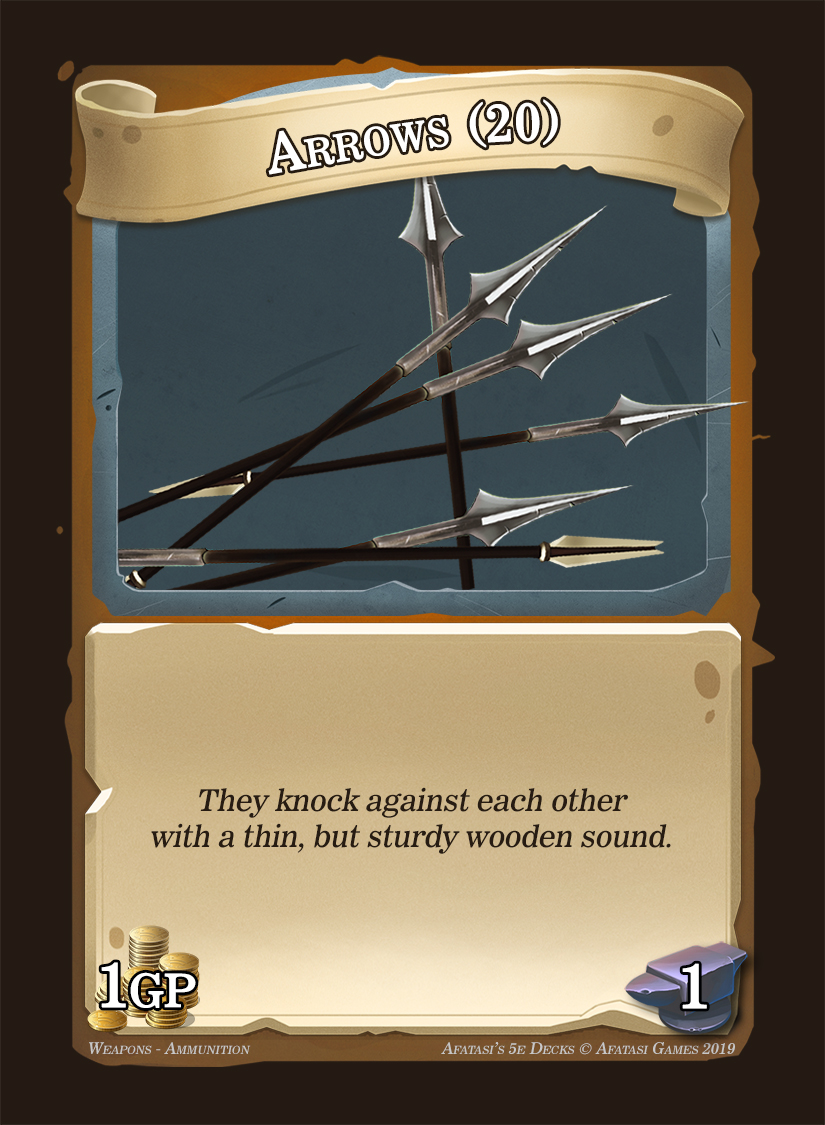 Arrows (20)
They knock against each other
with a thin, but sturdy wooden sound.
1GP
1
Weapons - Ammunition
Afatasi's 5e Decks © Afatasi Games 2019